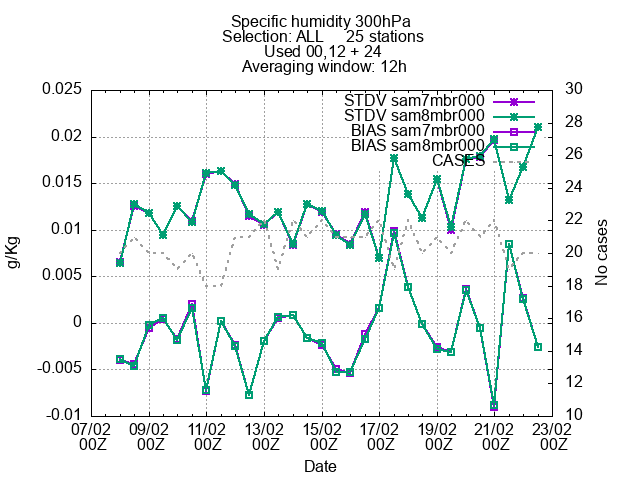 Specific humidity 300hPa
Selection: ALL 25 stations
Used 00,12 + 24
Averaging window: 12h
STDV sam7mbr000
STDV sam8mbr000
BIAS sam7mbr000
BIAS sam8mbr000
CASES
g/Kg
0.025
0.02
0.015
0.01
0.005
0
-0.005
-0.01
No cases
30
28
26
24
22
20
18
16
14
12
10
07/02 09/02 11/02 13/02 15/02 17/02 19/02 21/02 23/02
00Z 00Z 00Z 00Z 00Z 00Z 00Z 00Z 00Z
Date